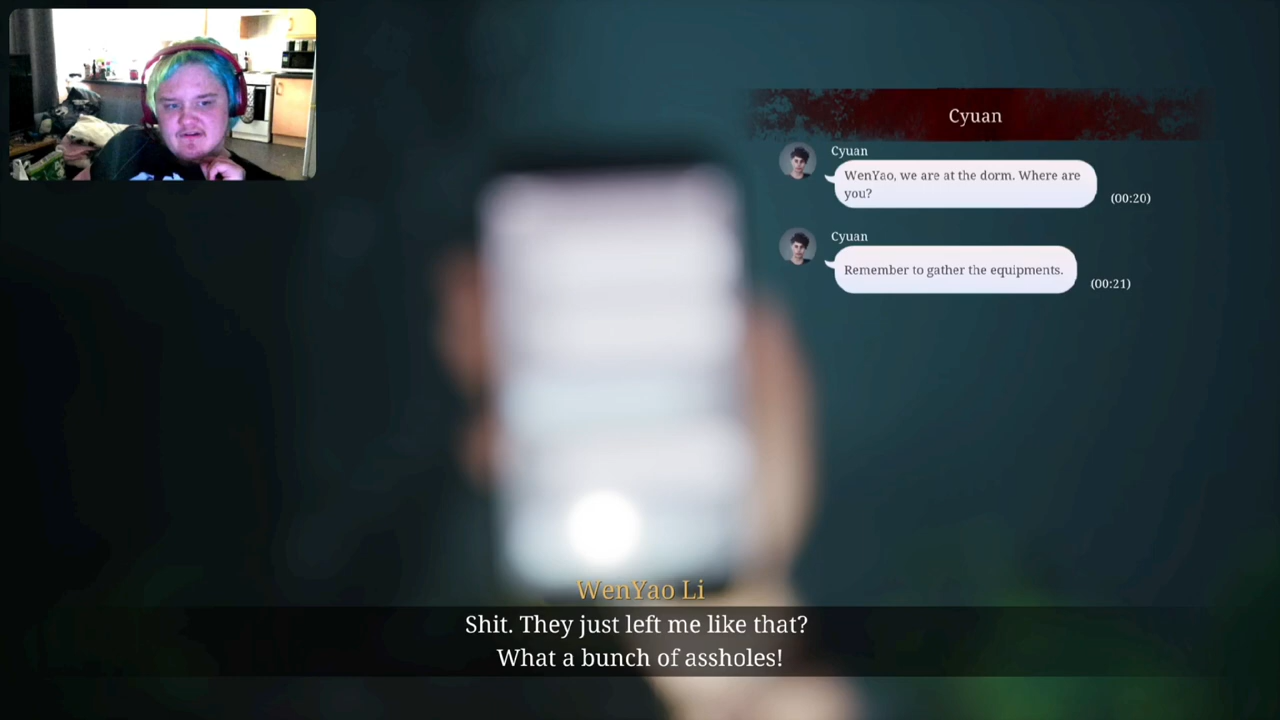 Cyuan
Cyuan
WenYao, we are at the dorm. Where are
you?
(00:20)
Cyuan
Remember to gather the equipments.
(00:21)
WenYao Li
Shit. They just left me like that?
What a bunch of assholes!